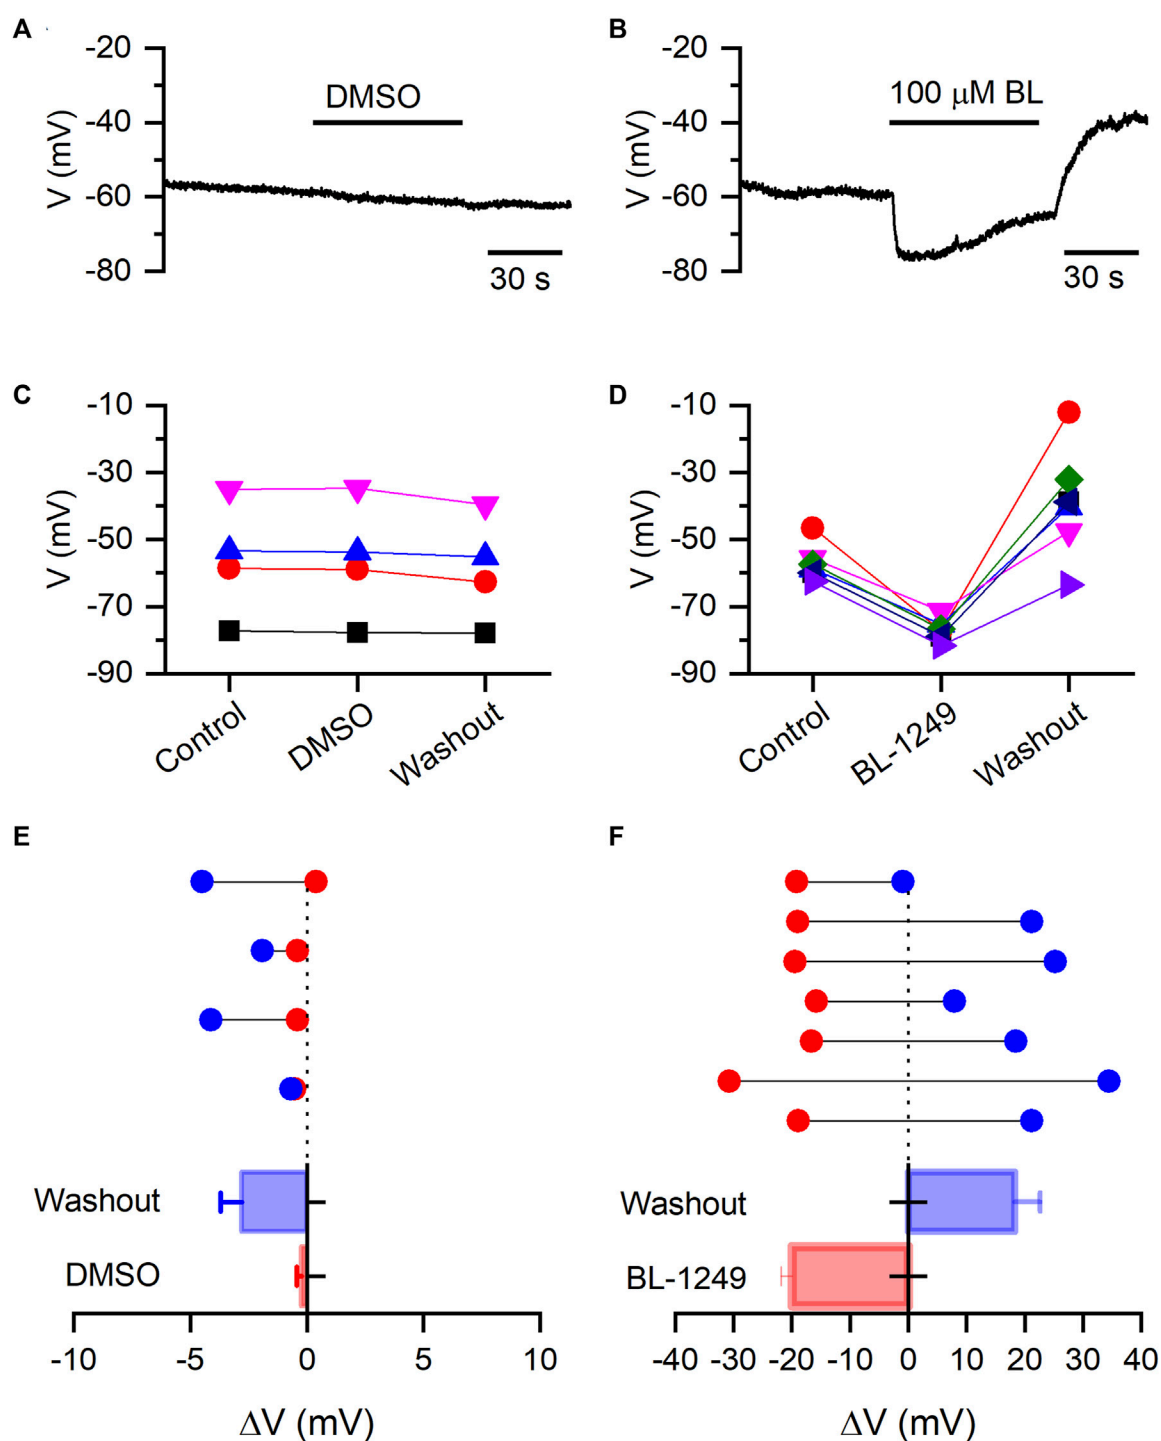 A
B
-20
-40
-60
-80
V (mV)
DMSO
30 s
-20
-40
-60
-80
V (mV)
100 μM BL
30 s
C
D
-10
-30
-50
-70
-90
V (mV)
Control
DMSO
Washout
-10
-30
-50
-70
-90
V (mV)
Control
BL-1249
Washout
E
F
Washout
DMSO
-10 -5 0 5 10
ΔV (mV)
Washout
BL-1249
-40 -30 -20 -10 0 10 20 30 40
ΔV (mV)